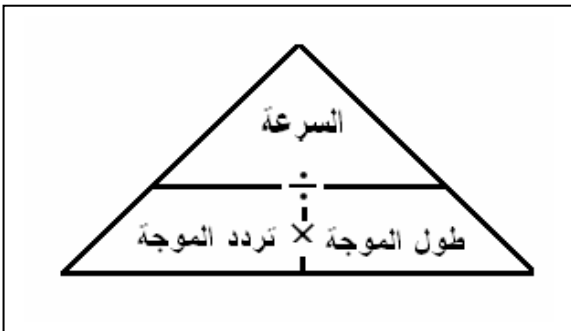 السرعة
÷
طول الموجة × تردد الموجة